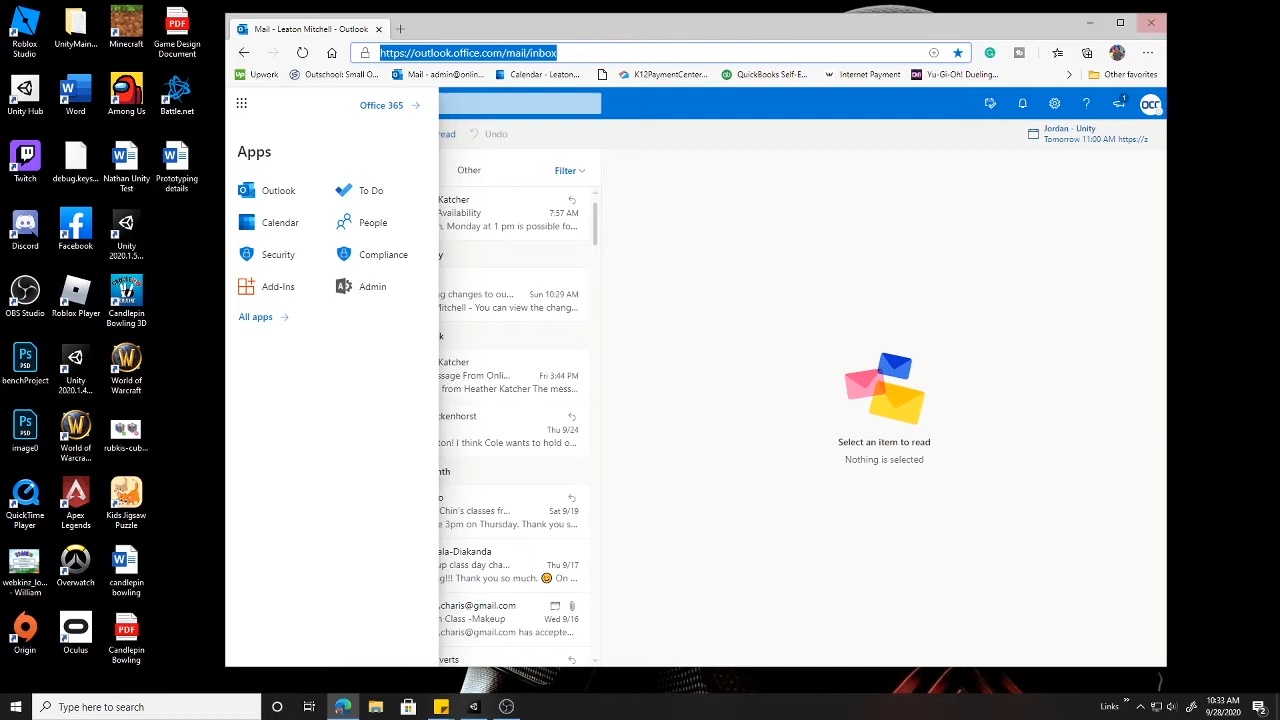 Roblox
Studio
UnityMain...
Minecraft
PDF
Game Design
Document
Unity Hub
Word
Among Us
Battle.net
Twitch
debug.keys...
Nathan Unity
Test
Prototyping
details
Discord
Facebook
Unity
2020.1.5...
OBS Studio
Roblox Player
Candlepin
Bowling 3D
benchProject
Unity
2020.1.4...
World of
Warcraft
image0
World of
Warcra...
rubkis-cub...
QuickTime
Player
Apex
Legends
Kids Jigsaw
Puzzle
webkinz_lo...
- William
Overwatch
candlepin
bowling
Origin
Oculus
PDF
Candlepin
Bowling
Mail - Leaton Mitchell - Outlook
https://outlook.office.com/mail/inbox
Upwork
Outschool Small O...
Mail - admin@onlin...
Calendar - Leaton...
K12PaymentCenter...
QuickBooks Self-E...
Internet Payment
Yu-Gi-Oh! Dueling...
Other favorites
Office 365
Apps
Outlook
To Do
Calendar
People
Security
Compliance
Add-Ins
Admin
All apps
1
OCC
ead
Undo
Jordan - Unity
Tomorrow 11:00 AM https://z
Other
Filter
Katcher
Availability
7:57 AM
n, Monday at 1 pm is possible fo...
y
ng changes to ou...
Sun 10:29 AM
Mitchell - You can view the chang...
k
Katcher
ssage From Onli...
Fri 3:44 PM
from Heather Katcher The mess...
ckenhorst
Thu 9/24
ton! I think Cole wants to hold o...
nth
o
Chin's classes fr...
Sat 9/19
e 3pm on Thursday. Thank you s...
ala-Diakanda
up class day cha...
Thu 9/17
g!!! Thank you so much. 😊 On ...
.charis@gmail.com
n Class -Makeup
Wed 9/16
.charis@gmail.com has accepte...
verts
Select an item to read
Nothing is selected
Type here to search
Links
10:33 AM
9/28/2020
2